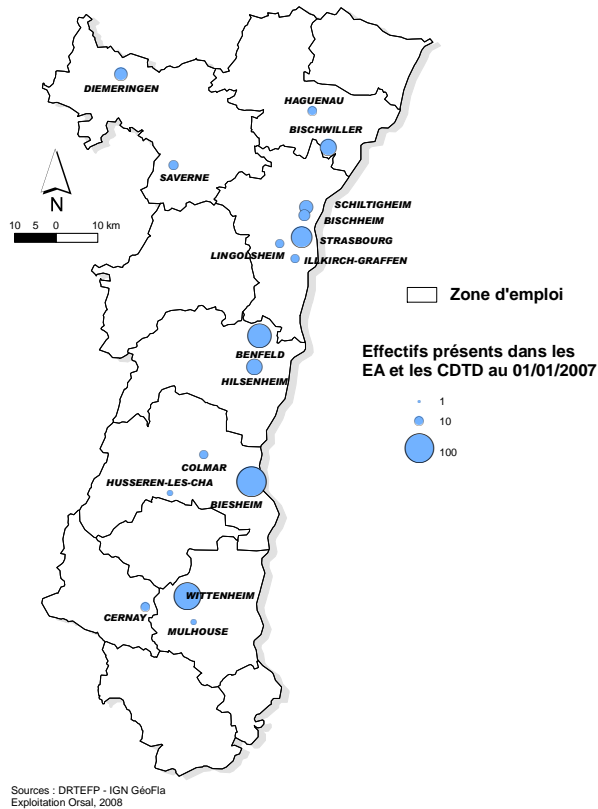 DIEMERINGEN
HAGUENAU
BISCHWILLER
SAVERNE
N
10 5 0 10 km
SCHILTIGHEIM
BISCHHEIM
STRASBOURG
LINGOLSHEIM
ILLKIRCH-GRAFFEN
Zone d'emploi
BENFELD
HILSENHEIM
Effectifs présents dans les
EA et les CDTD au 01/01/2007
1
10
100
COLMAR
HUSSEREN-LES-CHA
BIESHEIM
WITTENHEIM
CERNAY
MULHOUSE
Sources : DRTEFP - IGN GéoFla
Exploitation Orsal, 2008